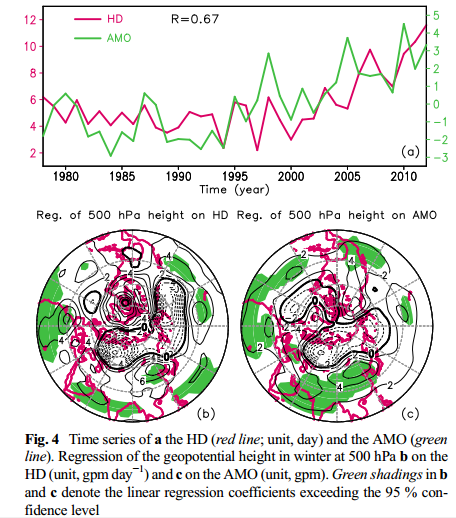 12
10
8
6
4
2
HD
AMO
R=0.67
5
4
3
2
1
0
-1
-2
-3
(a)
1980 1985 1990 1995 2000 2005 2010
Time (year)
Reg. of 500 hPa height on HD Reg. of 500 hPa height on AMO
(b)
(c)
Fig. 4 Time series of a the HD (red line; unit, day) and the AMO (green
line). Regression of the geopotential height in winter at 500 hPa b on the
HD (unit, gpm day−1) and c on the AMO (unit, gpm). Green shadings in b
and c denote the linear regression coefficients exceeding the 95 % con-
fidence level